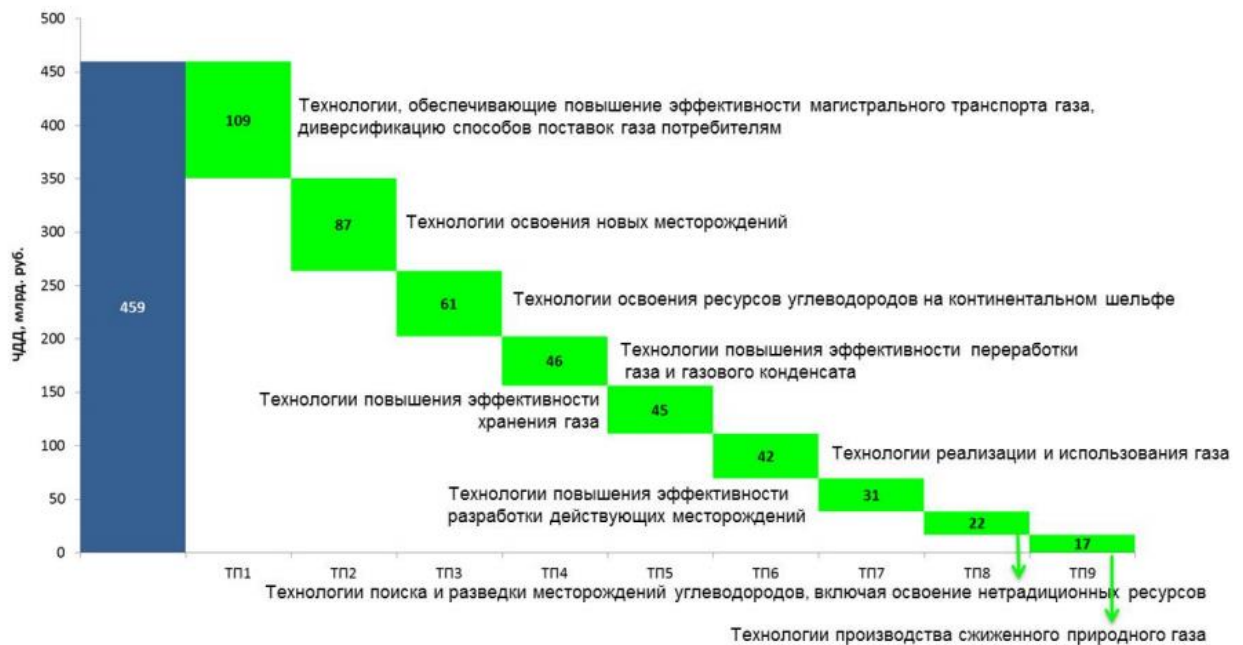 500
450
400
350
300
250
200
150
100
50
0
ЧДД, млрд. руб.
459
109
Технологии, обеспечивающие повышение эффективности магистрального транспорта газа,
диверсификацию способов поставок газа потребителям
87
Технологии освоения новых месторождений
61
Технологии освоения ресурсов углеводородов на континентальном шельфе
46
Технологии повышения эффективности переработки
газа и газового конденсата
Технологии повышения эффективности
хранения газа
45
42
Технологии реализации и использования газа
Технологии повышения эффективности
разработки действующих месторождений
31
22
17
ТП1 ТП2 ТП3 ТП4 ТП5 ТП6 ТП7 ТП8 ТП9
Технологии поиска и разведки месторождений углеводородов, включая освоение нетрадиционных ресурсов
Технологии производства сжиженного природного газа